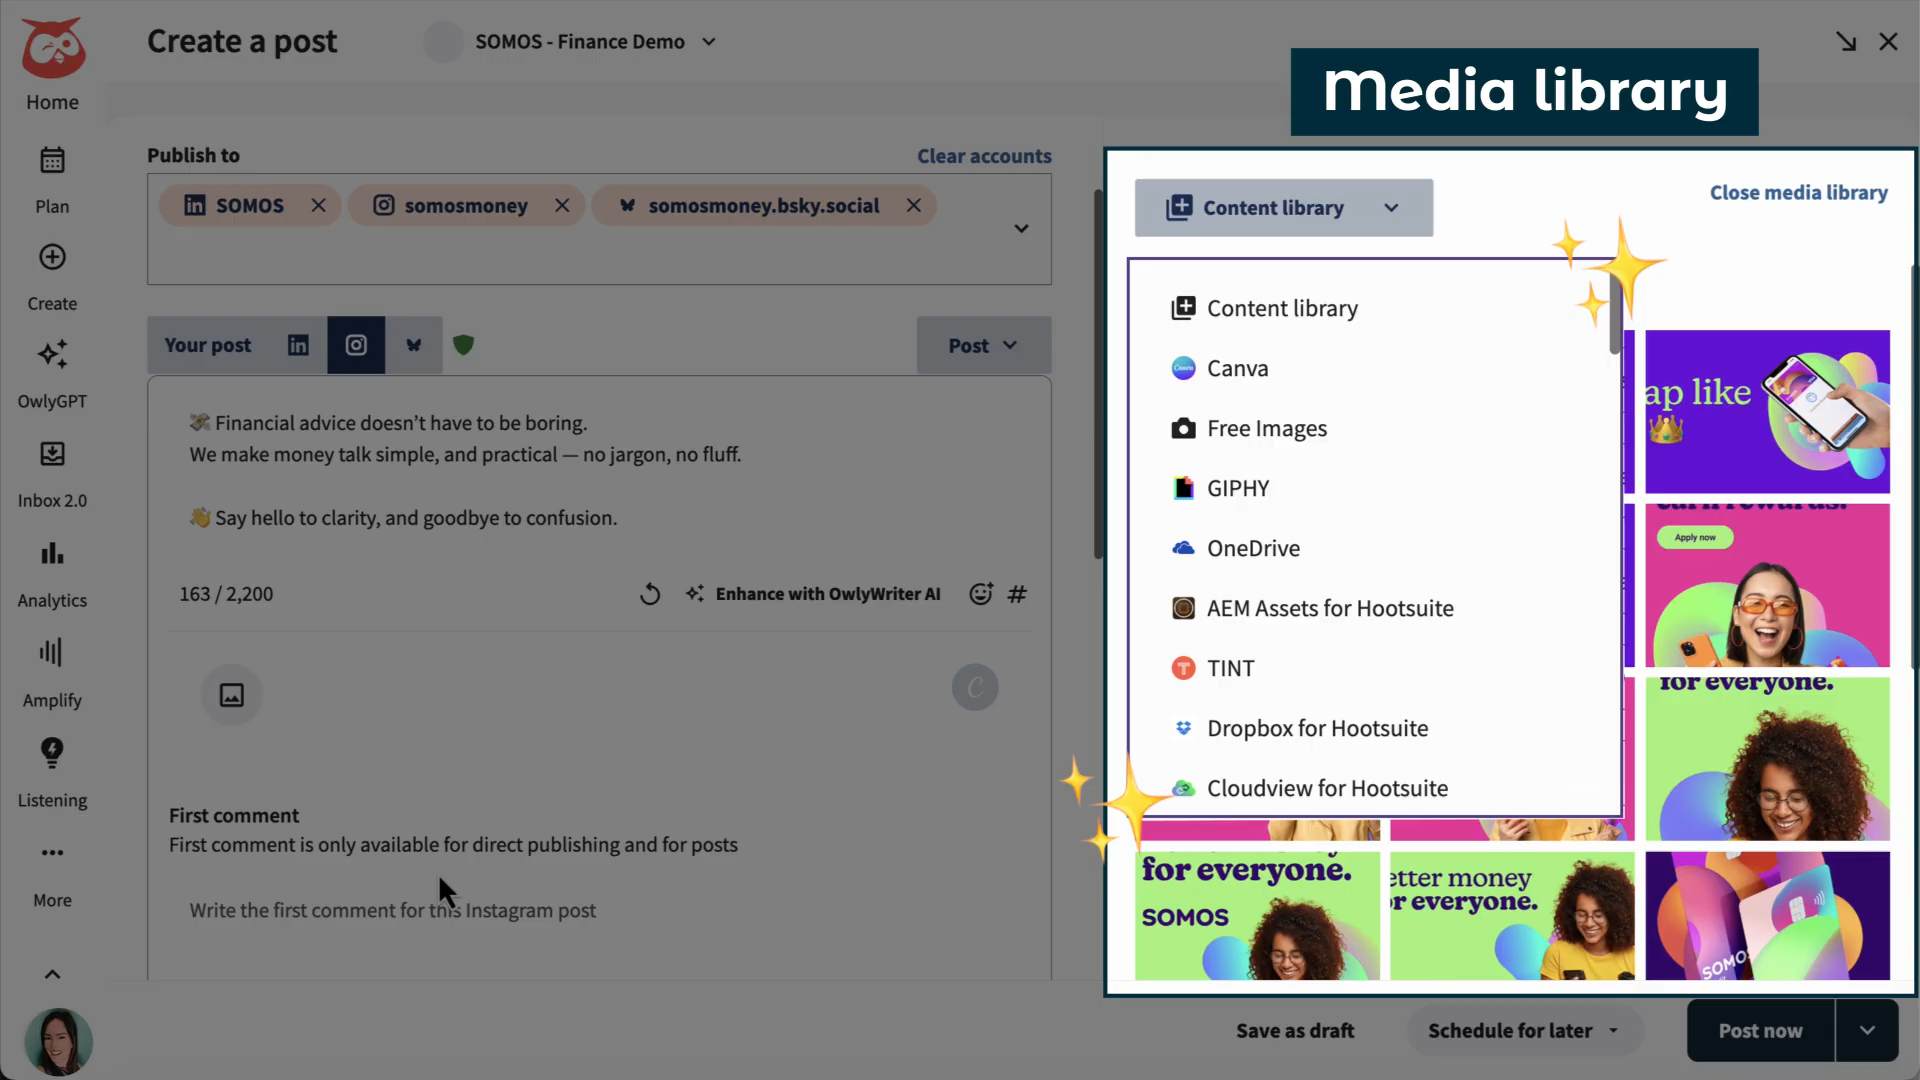 Create a post
SOMOS - Finance Demo
Media library
Home
Plan
Create
OwlyGPT
Inbox 2.0
Analytics
Amplify
Listening
More
Publish to
Clear accounts
SOMOS
somosmoney
somosmoney.bsky.social
Your post
Post
💸 Financial advice doesn’t have to be boring.
We make money talk simple, and practical — no jargon, no fluff.
👋 Say hello to clarity, and goodbye to confusion.
163 / 2,200
Enhance with OwlyWriter AI
First comment
First comment is only available for direct publishing and for posts
Write the first comment for this Instagram post
Content library
Close media library
Content library
Canva
Free Images
GIPHY
OneDrive
AEM Assets for Hootsuite
TINT
Dropbox for Hootsuite
Cloudview for Hootsuite
ap like
earn rewards.
Apply now
for everyone.
for everyone.
SOMOS
etter money
or everyone.
SOMOS
Save as draft
Schedule for later
Post now